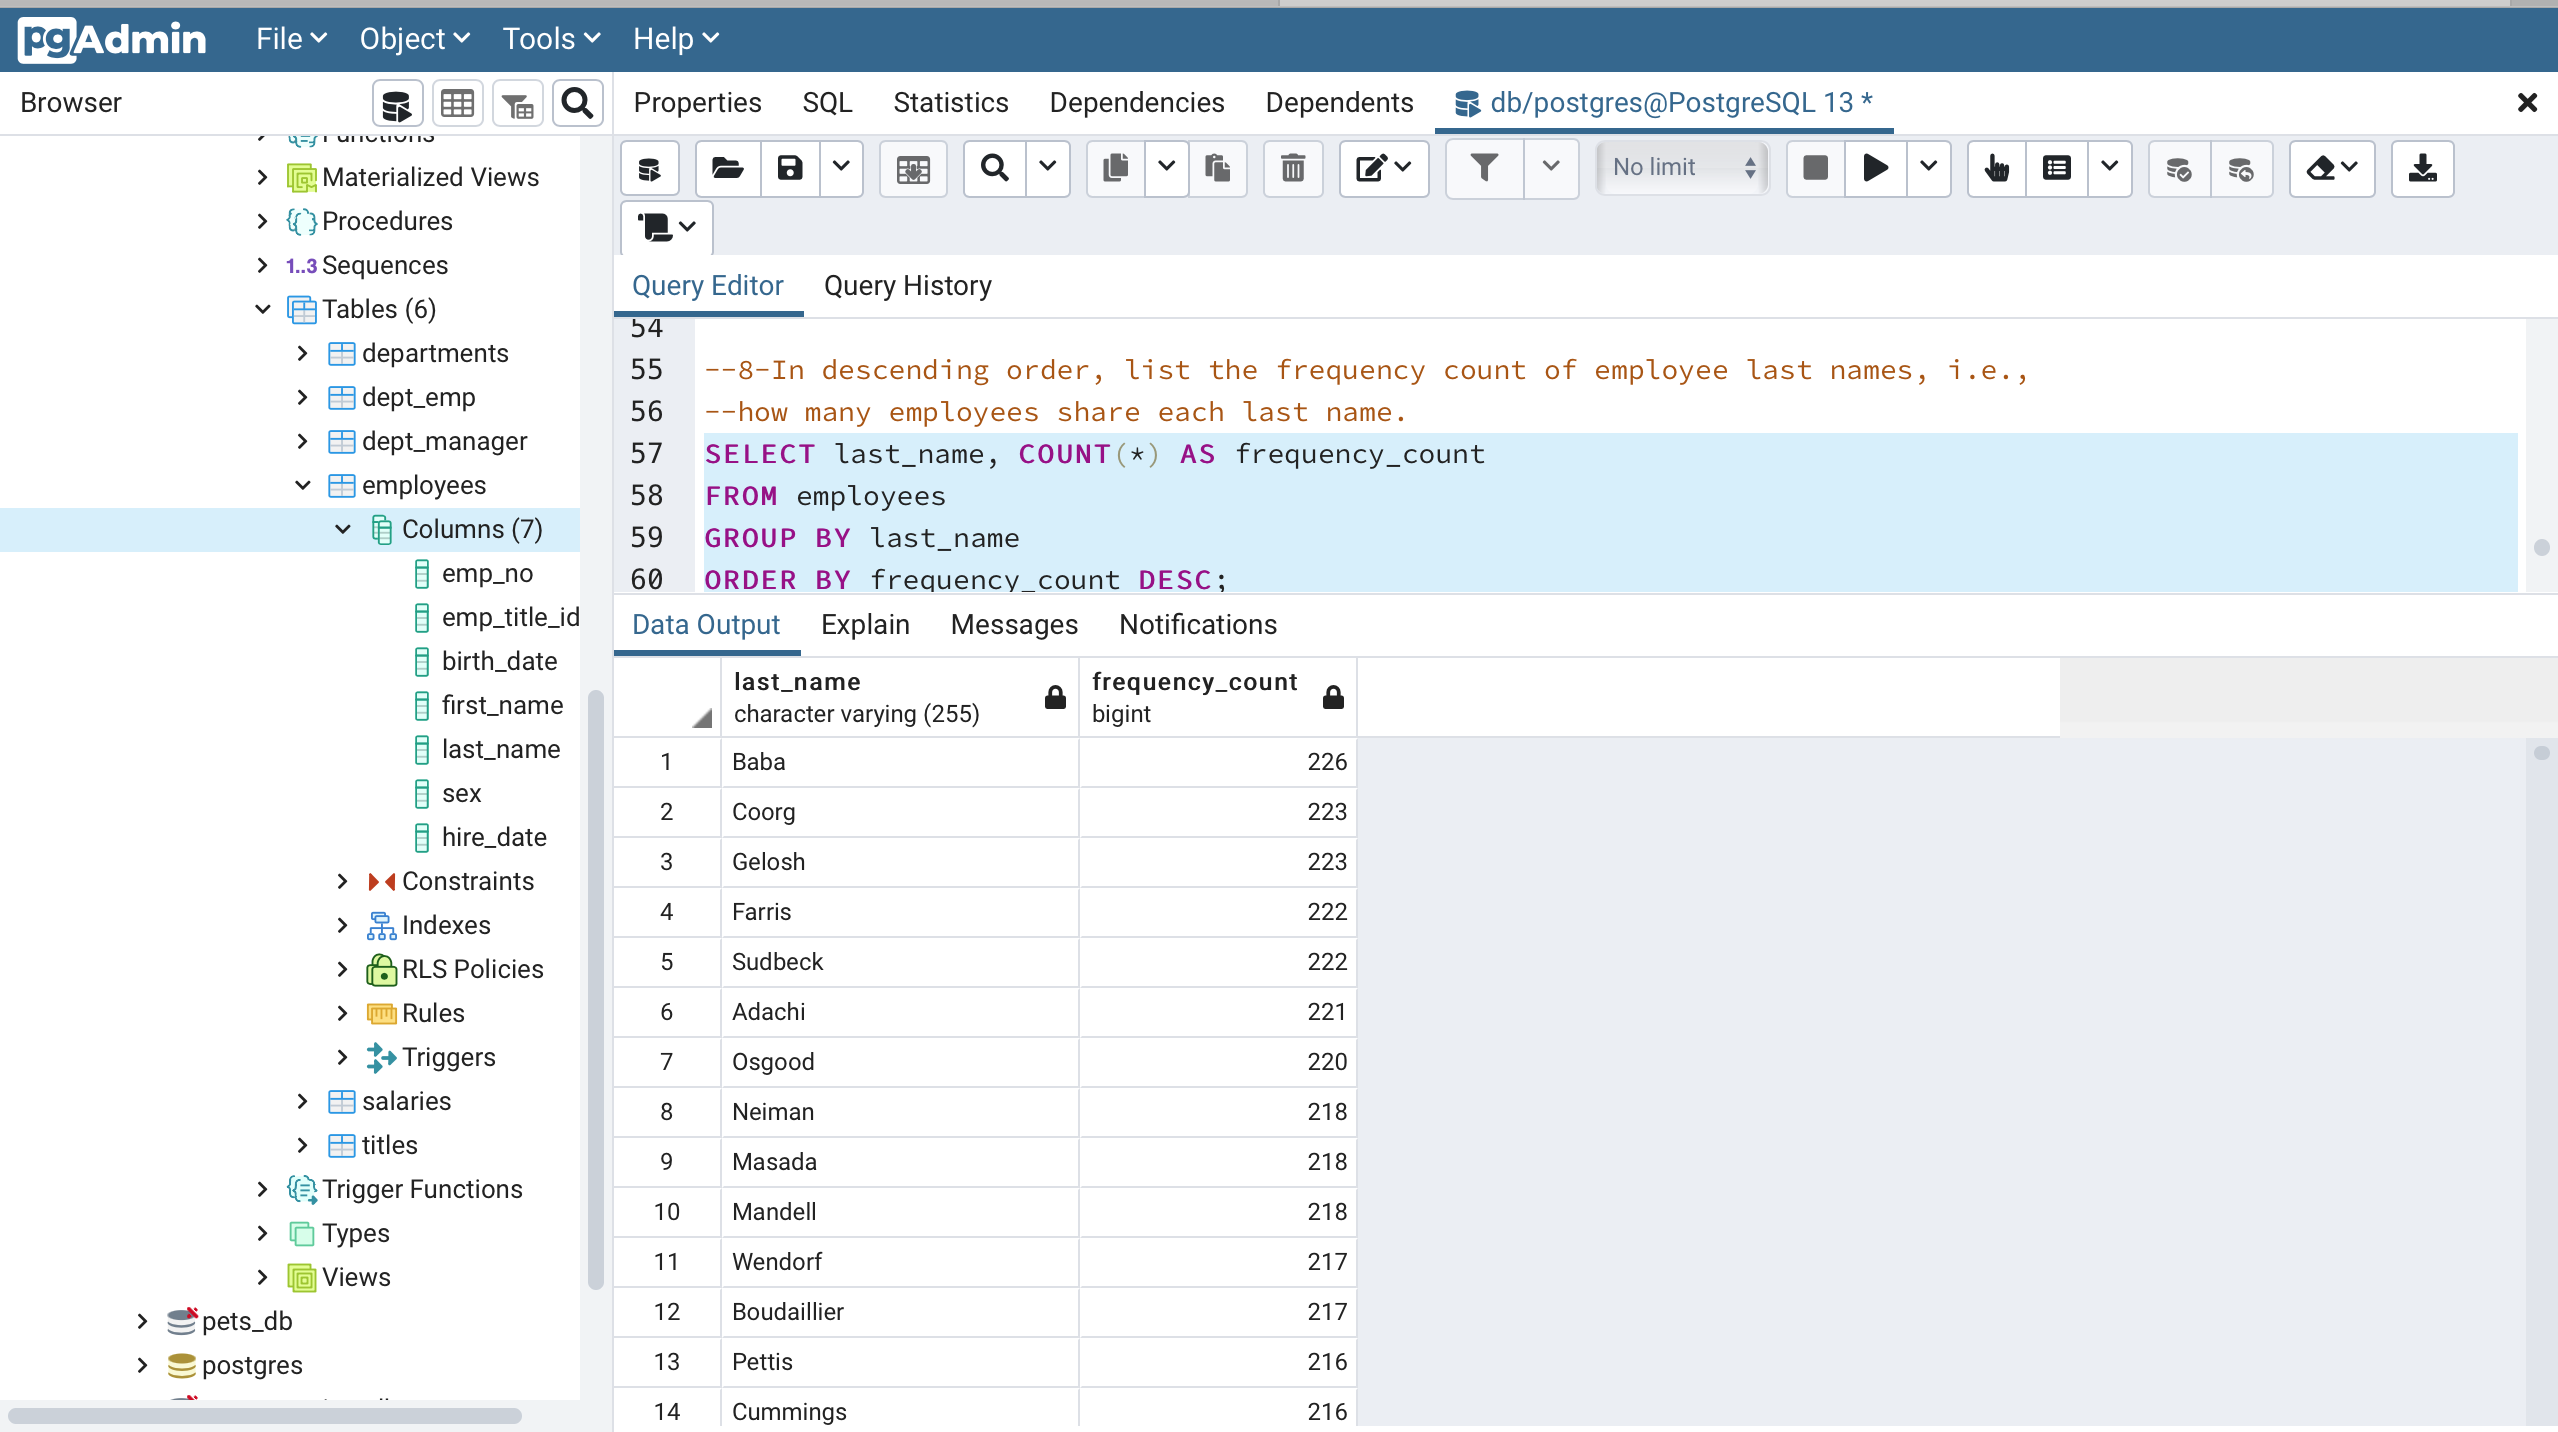 pgAdmin File Object Tools Help
Browser
Functions
Materialized Views
Procedures
1..3 Sequences
Tables (6)
departments
dept_emp
dept_manager
employees
Columns (7)
emp_no
emp_title_id
birth_date
first_name
last_name
sex
hire_date
Constraints
Indexes
RLS Policies
Rules
Triggers
salaries
titles
Trigger Functions
Types
Views
pets_db
postgres
Properties SQL Statistics Dependencies Dependents db/postgres@PostgreSQL 13 *
No limit
Query Editor Query History
54
55 --8-In descending order, list the frequency count of employee last names, i.e.,
56 --how many employees share each last name.
57 SELECT last_name, COUNT(*) AS frequency_count
58 FROM employees
59 GROUP BY last_name
60 ORDER BY frequency_count DESC;
Data Output Explain Messages Notifications
last_name frequency_count
character varying (255) bigint
1 Baba 226
2 Coorg 223
3 Gelosh 223
4 Farris 222
5 Sudbeck 222
6 Adachi 221
7 Osgood 220
8 Neiman 218
9 Masada 218
10 Mandell 218
11 Wendorf 217
12 Boudaillier 217
13 Pettis 216
14 Cummings 216